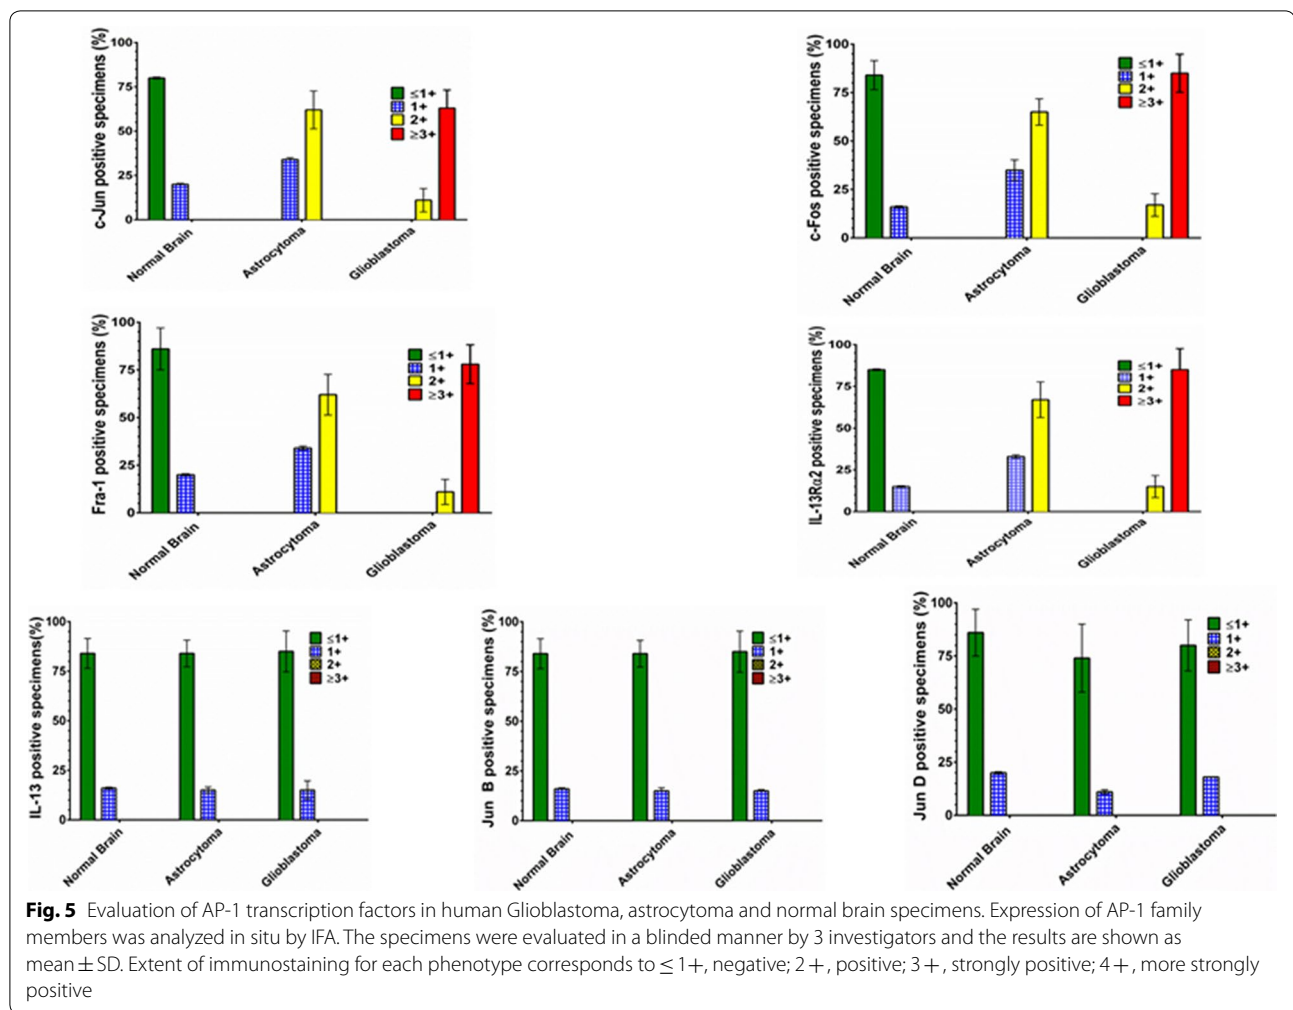 c-Jun positive specimens (%)
100
75
50
25
0
≤1+
1+
2+
≥3+
Normal Brain
Astrocytoma
Glioblastoma
c-Fos positive specimens (%)
100
75
50
25
0
≤1+
1+
2+
≥3+
Normal Brain
Astrocytoma
Glioblastoma
Fra-1 positive specimens (%)
100
75
50
25
0
≤1+
1+
2+
≥3+
Normal Brain
Astrocytoma
Glioblastoma
IL-13Rα2 positive specimens (%)
100
75
50
25
0
≤1+
1+
2+
≥3+
Normal Brain
Astrocytoma
Glioblastoma
IL-13 positive specimens(%)
100
75
50
25
0
≤1+
1+
2+
≥3+
Normal Brain
Astrocytoma
Glioblastoma
Jun B positive specimens (%)
100
75
50
25
0
≤1+
1+
2+
≥3+
Normal Brain
Astrocytoma
Glioblastoma
Jun D positive specimens (%)
100
75
50
25
0
≤1+
1+
2+
≥3+
Normal Brain
Astrocytoma
Glioblastoma
Fig. 5 Evaluation of AP-1 transcription factors in human Glioblastoma, astrocytoma and normal brain specimens. Expression of AP-1 family
members was analyzed in situ by IFA. The specimens were evaluated in a blinded manner by 3 investigators and the results are shown as
mean ± SD. Extent of immunostaining for each phenotype corresponds to ≤ 1+, negative; 2 +, positive; 3 +, strongly positive; 4 +, more strongly
positive